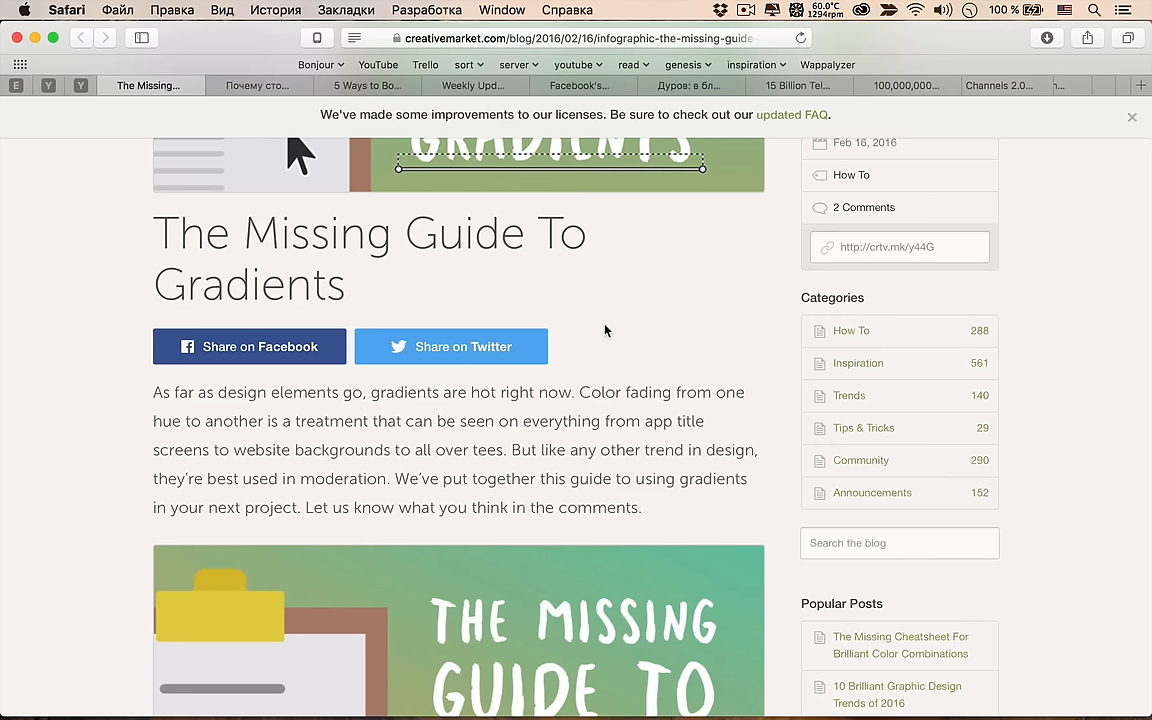 Safari Файл Правка Вид История Закладки Разработка Window Справка 60.0°C 1294rpm 100 %
creativemarket.com/blog/2016/02/16/infographic-the-missing-guide-
Bonjour YouTube Trello sort server youtube read genesis inspiration Wappalyzer
E Y Y The Missing... Почему сто... 5 Ways to Bo... Weekly Upd... Facebook's... Дуров: в бл... 15 Billion Tel... 100,000,000... Channels 2.0...
We've made some improvements to our licenses. Be sure to check out our updated FAQ.
GRADIENTS
Feb 16, 2016
How To
2 Comments
http://crtv.mk/y44G
The Missing Guide To
Gradients
Share on Facebook Share on Twitter
As far as design elements go, gradients are hot right now. Color fading from one
hue to another is a treatment that can be seen on everything from app title
screens to website backgrounds to all over tees. But like any other trend in design,
they're best used in moderation. We've put together this guide to using gradients
in your next project. Let us know what you think in the comments.
THE MISSING
GUIDE TO
Categories
How To 288
Inspiration 561
Trends 140
Tips & Tricks 29
Community 290
Announcements 152
Search the blog
Popular Posts
The Missing Cheatsheet For
Brilliant Color Combinations
10 Brilliant Graphic Design
Trends of 2016